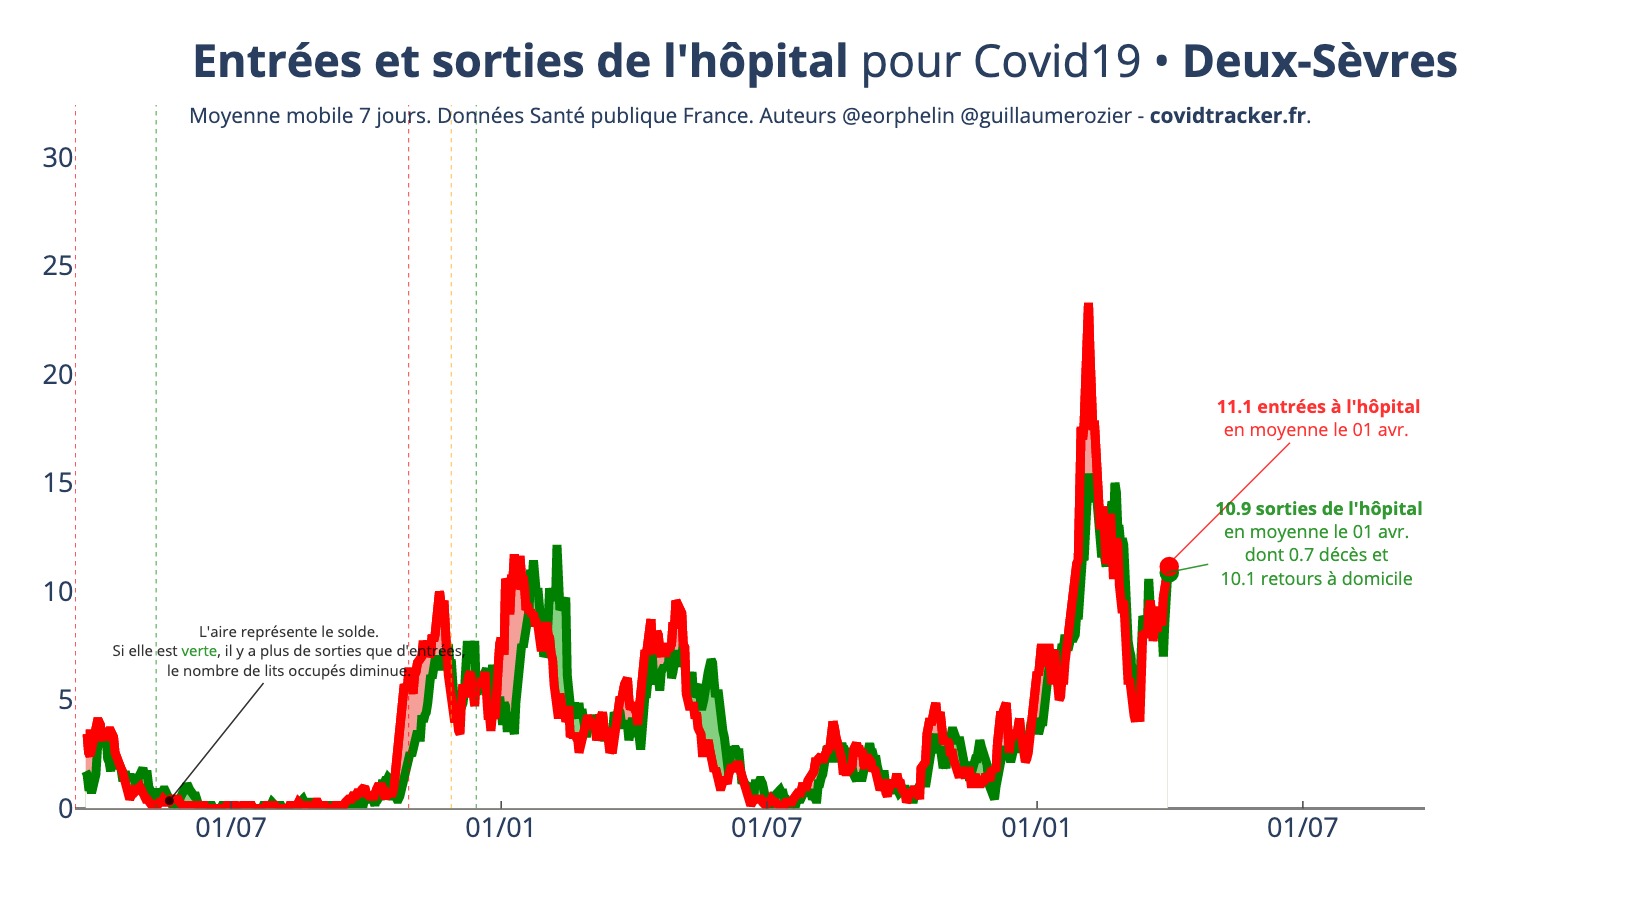 Entrées et sorties de l'hôpital pour Covid19 • Deux-Sèvres
Moyenne mobile 7 jours. Données Santé publique France. Auteurs @eorphelin @guillaumerozier - covidtracker.fr.
30
25
20
15
10
5
0
11.1 entrées à l'hôpital
en moyenne le 01 avr.
10.9 sorties de l'hôpital
en moyenne le 01 avr.
dont 0.7 décès et
10.1 retours à domicile
L'aire représente le solde.
Si elle est verte, il y a plus de sorties que d'entrées,
le nombre de lits occupés diminue.
01/07
01/01
01/07
01/01
01/07